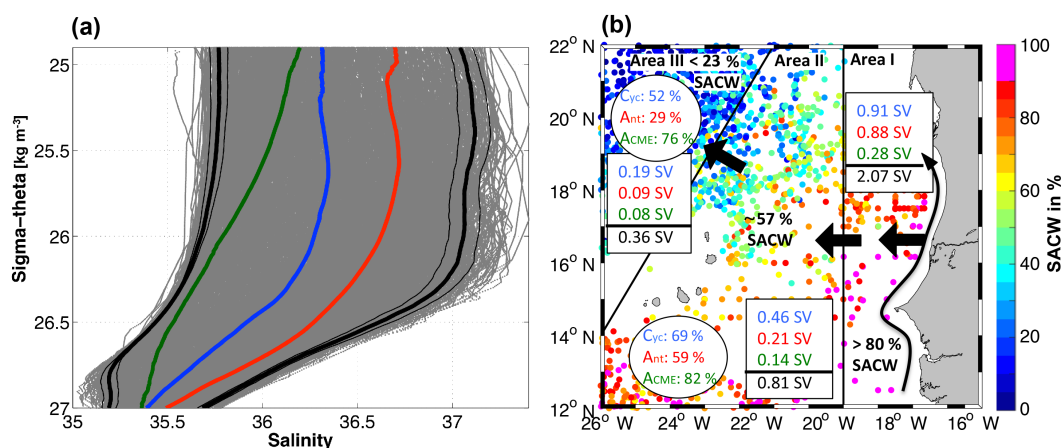 (a)
25
25.5
26
26.5
27
Sigma-theta [kg m⁻³]
35 35.5 36 36.5 37
Salinity
(b)
22° N
20° N
18° N
16° N
14° N
12° N
26° W 24° W 22° W 20° W 18° W 16° W
Area III < 23 %
SACW
Area II
Area I
Cyc: 52 %
Ant: 29 %
ACME: 76 %
0.19 SV
0.09 SV
0.08 SV
0.36 SV
0.91 SV
0.88 SV
0.28 SV
2.07 SV
~57 %
SACW
Cyc: 69 %
Ant: 59 %
ACME: 82 %
0.46 SV
0.21 SV
0.14 SV
0.81 SV
> 80 %
SACW
100
80
60
40
20
0
SACW in %